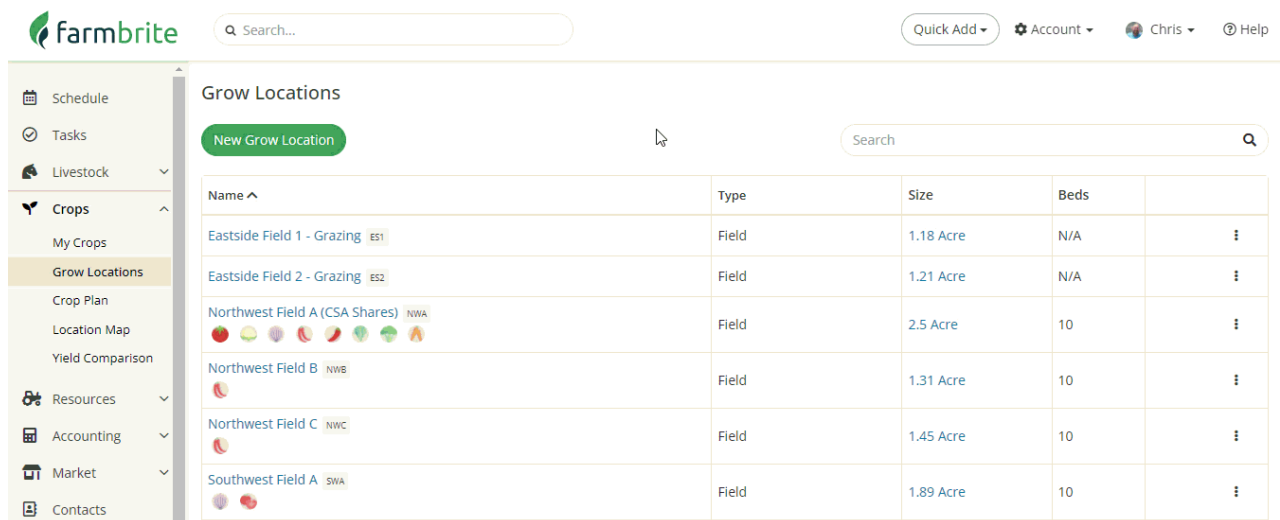 farmbrite
Search...
Quick Add
Account
Chris
Help
Schedule
Tasks
Livestock
Crops
My Crops
Grow Locations
Crop Plan
Location Map
Yield Comparison
Resources
Accounting
Market
Contacts
Grow Locations
New Grow Location
Search
Name Type Size Beds
Eastside Field 1 - Grazing ES1 Field 1.18 Acre N/A
Eastside Field 2 - Grazing ES2 Field 1.21 Acre N/A
Northwest Field A (CSA Shares) NWA Field 2.5 Acre 10
Northwest Field B NWB Field 1.31 Acre 10
Northwest Field C NWC Field 1.45 Acre 10
Southwest Field A SWA Field 1.89 Acre 10